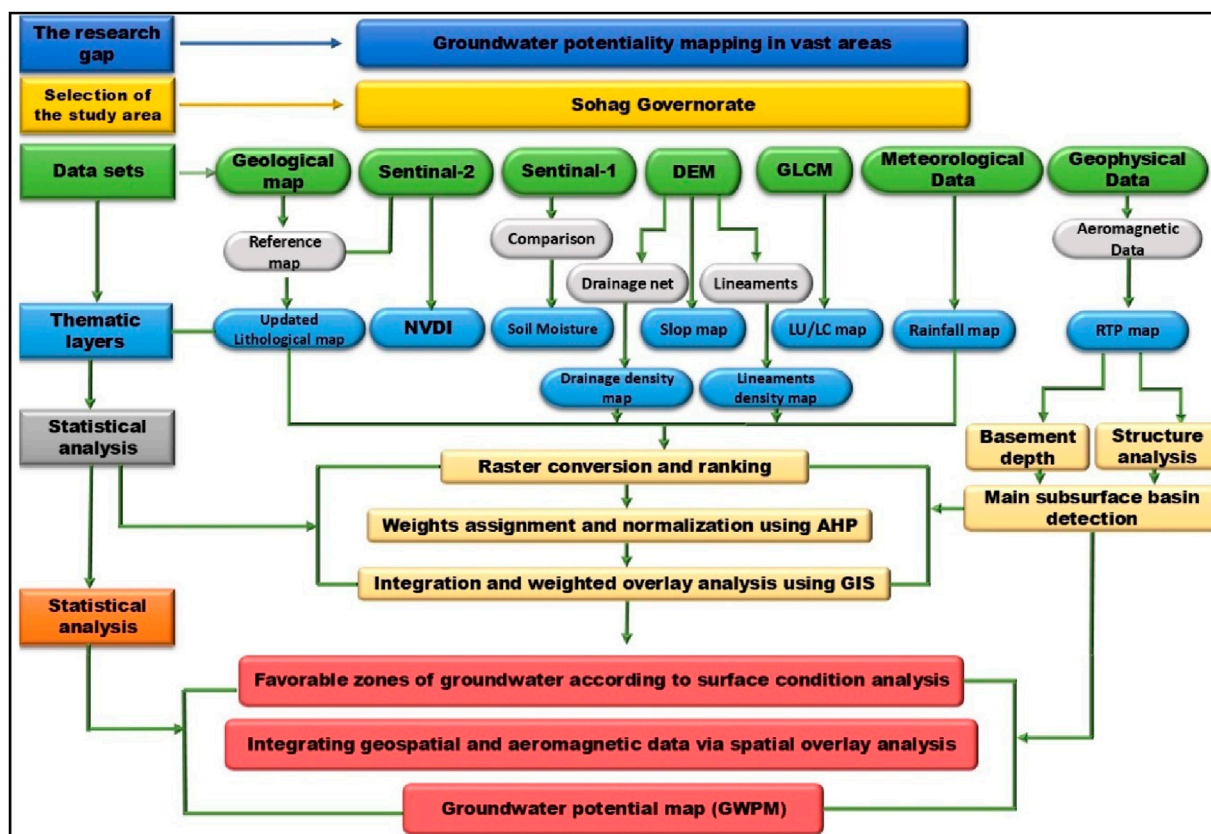 The research
gap
Groundwater potentiality mapping in vast areas
Selection of
the study area
Sohag Governorate
Data sets
Geological
map
Sentinal-2
Sentinal-1
DEM
GLCM
Meteorological
Data
Geophysical
Data
Reference
map
Comparison
Aeromagnetic
Data
Drainage net
Lineaments
Thematic
layers
Updated
Lithological map
NVDI
Soil Moisture
Slop map
LU/LC map
Rainfall map
RTP map
Drainage density
map
Lineaments
density map
Statistical
analysis
Basement
depth
Structure
analysis
Raster conversion and ranking
Main subsurface basin
detection
Weights assignment and normalization using AHP
Integration and weighted overlay analysis using GIS
Statistical
analysis
Favorable zones of groundwater according to surface condition analysis
Integrating geospatial and aeromagnetic data via spatial overlay analysis
Groundwater potential map (GWPM)